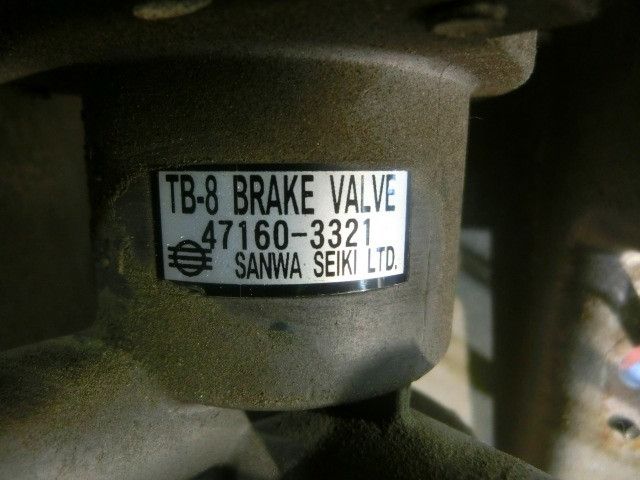 TB-8 BRAKE VALVE
47160-3321
SANWA SEIKI LTD.